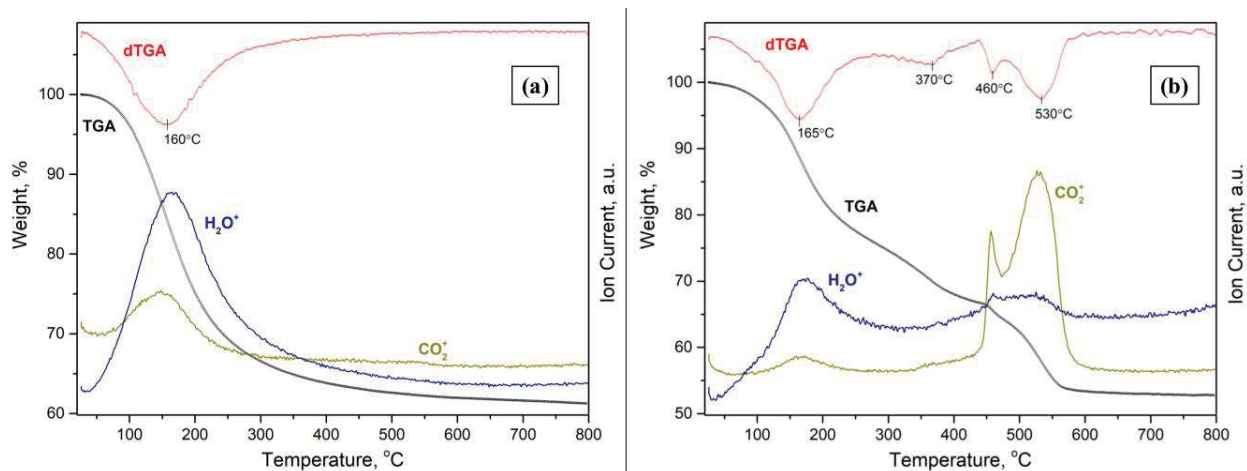 dTGA
(a)
100
TGA
160°C
90
H₂O⁺
80
CO₂⁺
70
60
100 200 300 400 500 600 700 800
Temperature, °C
Weight, %
Ion Current, a.u.
dTGA
(b)
370°C
460°C
530°C
165°C
100
90
TGA
CO₂⁺
80
H₂O⁺
70
60
50
100 200 300 400 500 600 700 800
Temperature, °C
Weight, %
Ion Current, a.u.